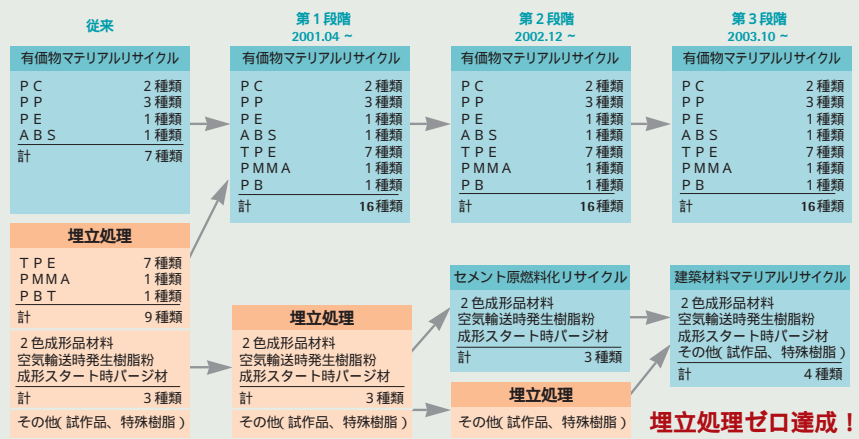 従来
有価物マテリアルリサイクル
PC 2種類
PP 3種類
PE 1種類
ABS 1種類
計 7種類
埋立処理
TPE 7種類
PMMA 1種類
PBT 1種類
計 9種類
2色成形品材料
空気輸送時発生樹脂粉
成形スタート時パージ材
計 3種類
その他(試作品、特殊樹脂)
第1段階
2001.04 ~
有価物マテリアルリサイクル
PC 2種類
PP 3種類
PE 1種類
ABS 1種類
TPE 7種類
PMMA 1種類
PB 1種類
計 16種類
埋立処理
2色成形品材料
空気輸送時発生樹脂粉
成形スタート時パージ材
計 3種類
その他(試作品、特殊樹脂)
第2段階
2002.12 ~
有価物マテリアルリサイクル
PC 2種類
PP 3種類
PE 1種類
ABS 1種類
TPE 7種類
PMMA 1種類
PB 1種類
計 16種類
セメント原燃料化リサイクル
2色成形品材料
空気輸送時発生樹脂粉
成形スタート時パージ材
計 3種類
埋立処理
その他(試作品、特殊樹脂)
第3段階
2003.10 ~
有価物マテリアルリサイクル
PC 2種類
PP 3種類
PE 1種類
ABS 1種類
TPE 7種類
PMMA 1種類
PB 1種類
計 16種類
建築材料マテリアルリサイクル
2色成形品材料
空気輸送時発生樹脂粉
成形スタート時パージ材
その他(試作品、特殊樹脂)
計 4種類
埋立処理ゼロ達成!